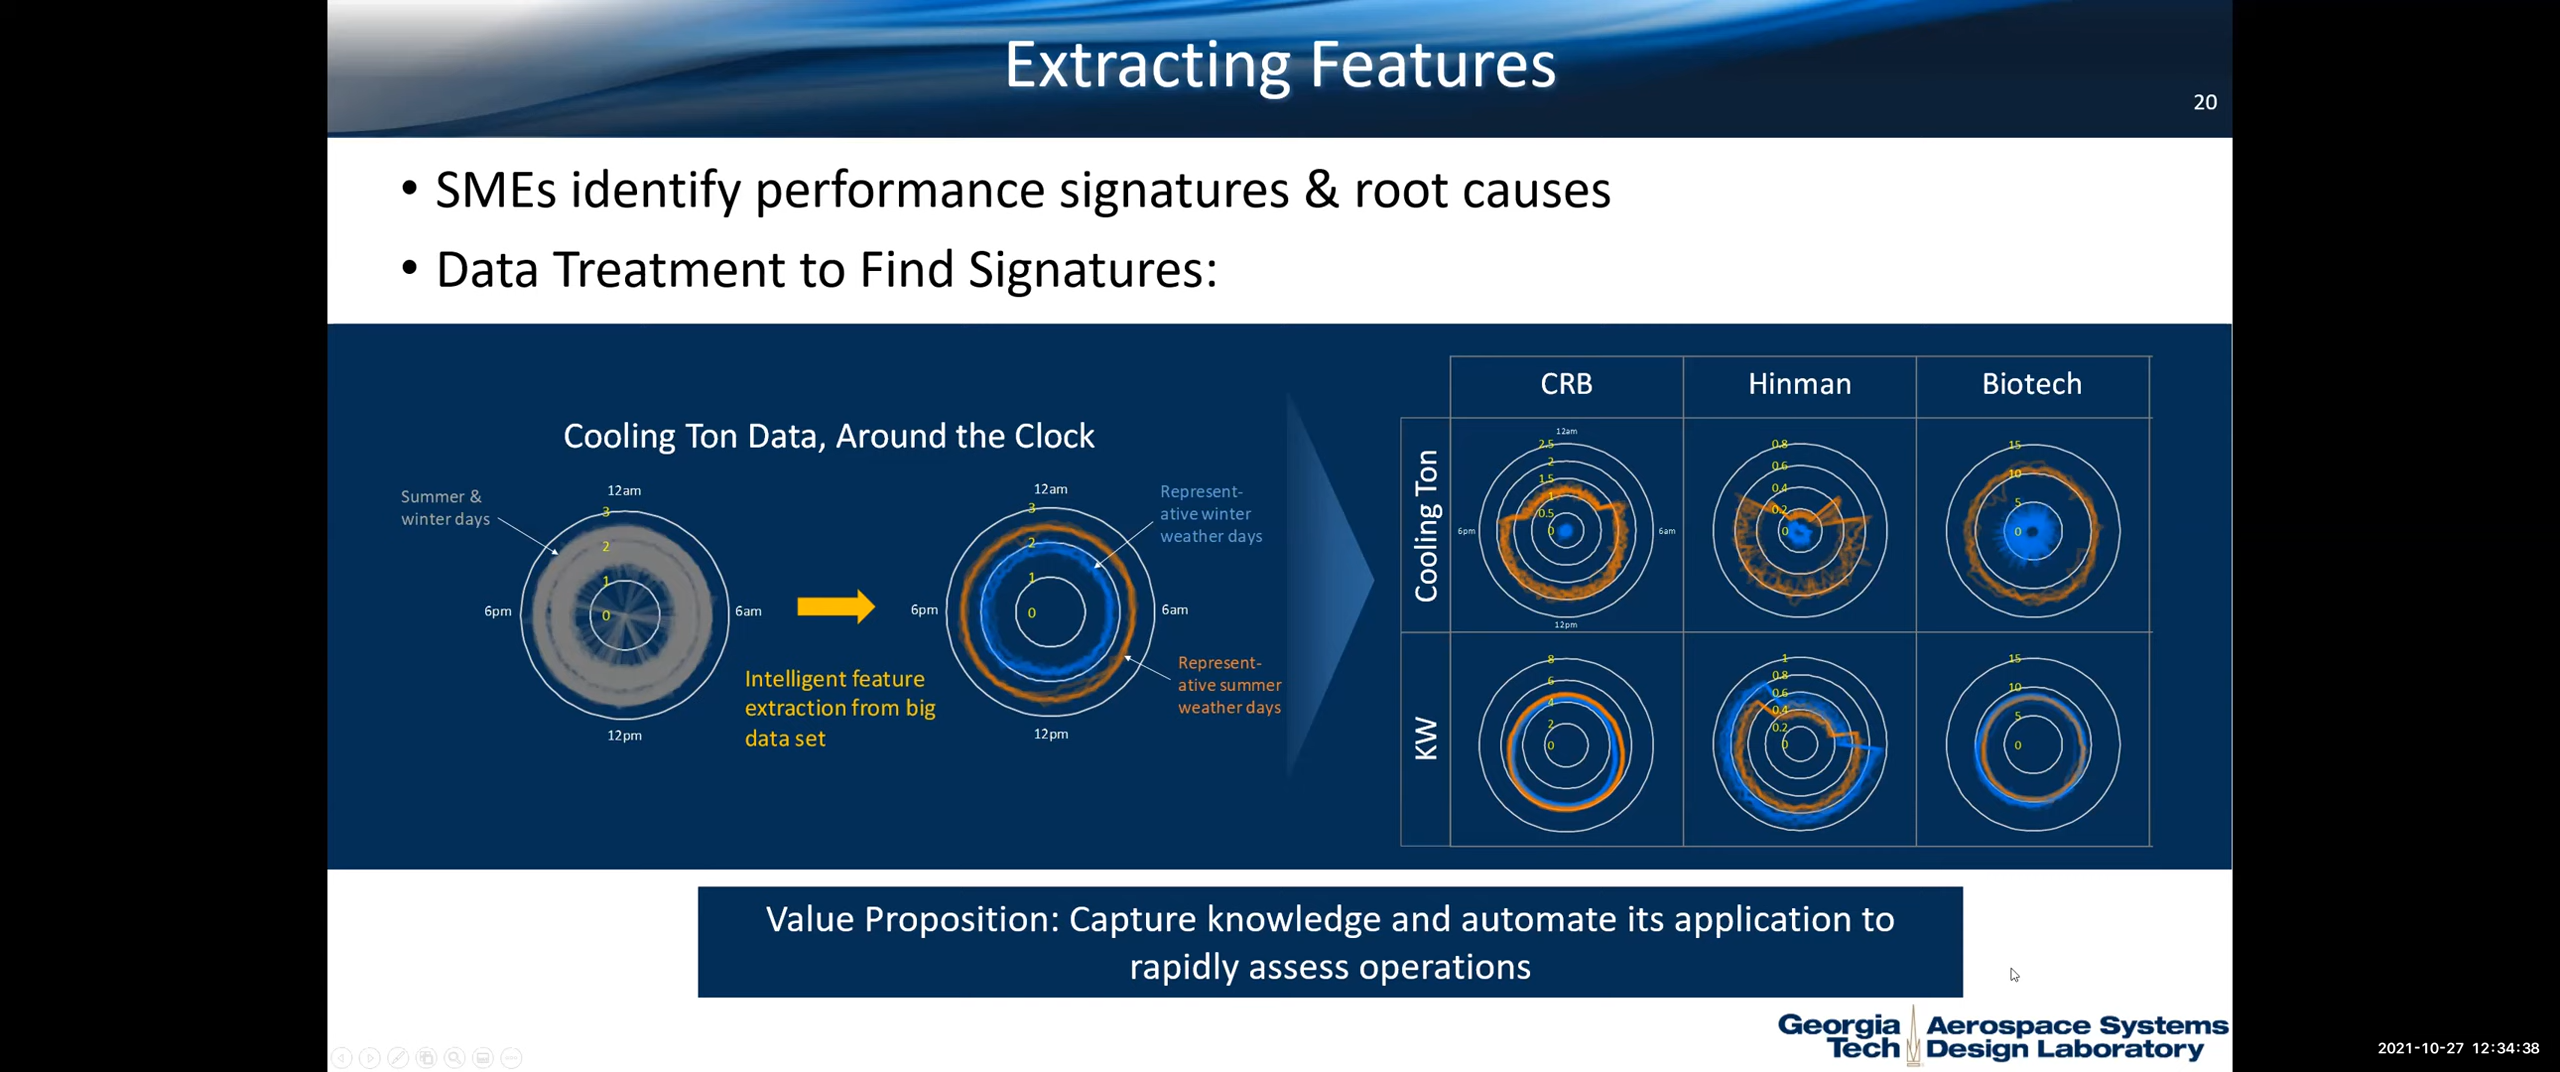 Extracting Features
20
• SMEs identify performance signatures & root causes
• Data Treatment to Find Signatures:
Cooling Ton Data, Around the Clock
Summer &
winter days
12am
3
2
1
0
6pm
6am
12pm
Intelligent feature
extraction from big
data set
12am
3
2
1
0
6pm
6am
12pm
Represent-
ative winter
weather days
Represent-
ative summer
weather days
CRB
Hinman
Biotech
Cooling Ton
12am
2.5
2
1.5
1
0.5
0
6pm
6am
12pm
0.8
0.6
0.4
0.2
0
15
10
5
0
KW
8
6
4
2
0
1
0.8
0.6
0.4
0.2
0
15
10
5
0
Value Proposition: Capture knowledge and automate its application to
rapidly assess operations
Georgia Tech
Aerospace Systems
Design Laboratory
2021-10-27 12:34:38